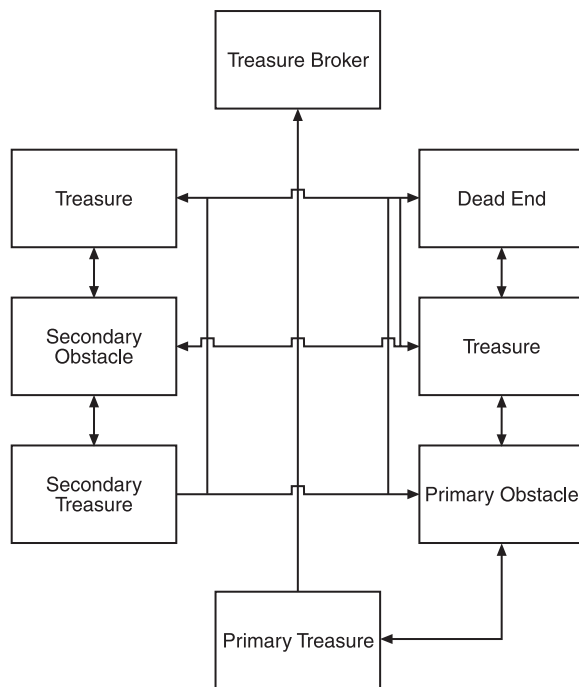 Treasure Broker
Treasure
Dead End
Secondary
Obstacle
Treasure
Secondary
Treasure
Primary Obstacle
Primary Treasure